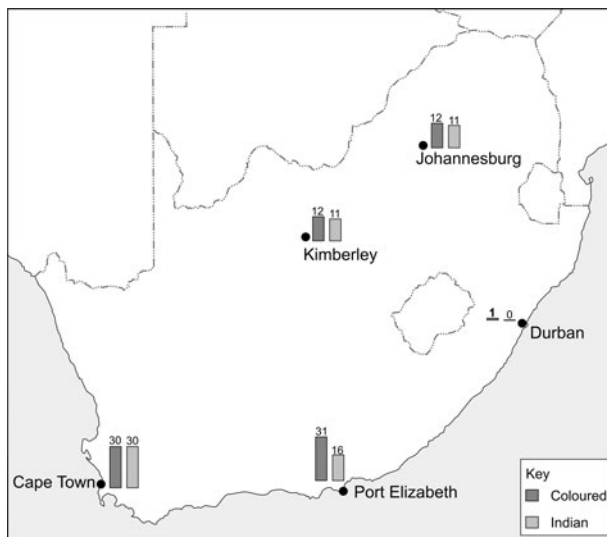 12 11
Johannesburg
12 11
Kimberley
1 0
Durban
31
16
30 30
Cape Town
Port Elizabeth
Key
Coloured
Indian